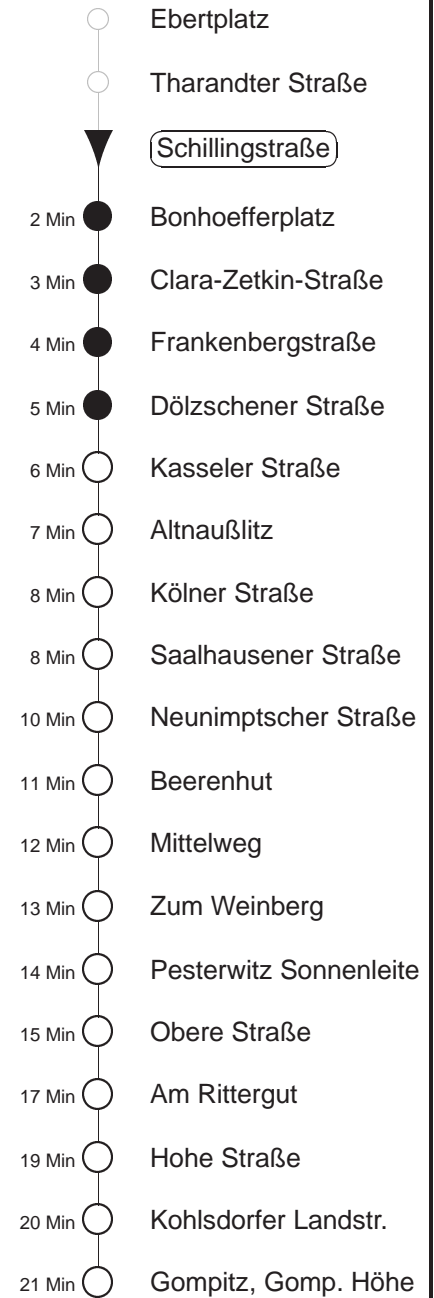 Ebertplatz
Tharandter Straße
Schillingstraße
2 Min Bonhoefferplatz
3 Min Clara-Zetkin-Straße
4 Min Frankenbergstraße
5 Min Dölzschener Straße
6 Min Kasseler Straße
7 Min Altnaußlitz
8 Min Kölner Straße
8 Min Saalhausener Straße
10 Min Neunimptscher Straße
11 Min Beerenhut
12 Min Mittelweg
13 Min Zum Weinberg
14 Min Pesterwitz Sonnenleite
15 Min Obere Straße
17 Min Am Rittergut
19 Min Hohe Straße
20 Min Kohlsdorfer Landstr.
21 Min Gompitz, Gomp. Höhe